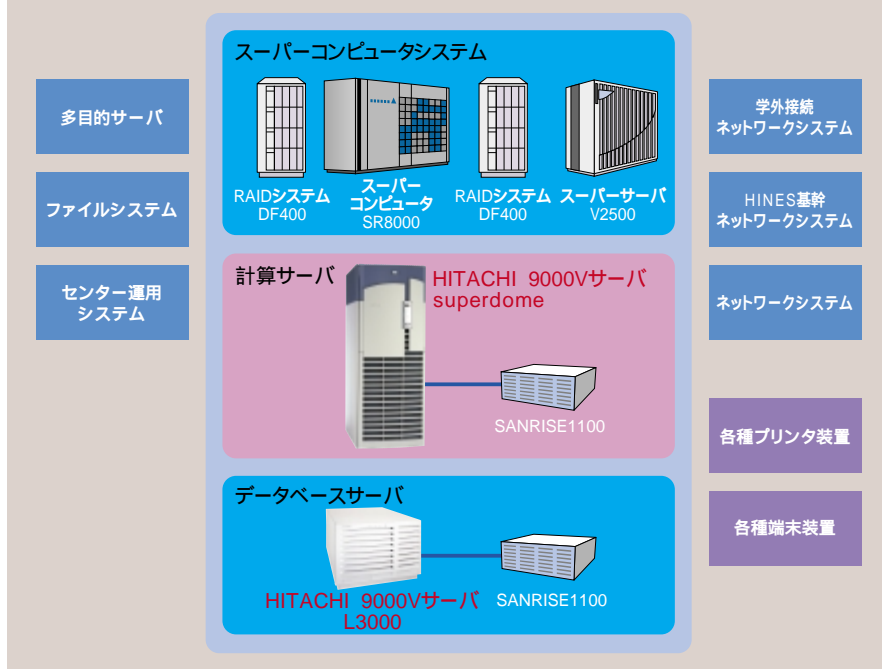 スーパーコンピュータシステム
RAIDシステム
DF400
スーパー
コンピュータ
SR8000
RAIDシステム
DF400
スーパーサーバ
V2500
多目的サーバ
ファイルシステム
センター運用
システム
計算サーバ
HITACHI 9000Vサーバ
superdome
SANRISE1100
データベースサーバ
HITACHI 9000Vサーバ
L3000
SANRISE1100
学外接続
ネットワークシステム
HINES基幹
ネットワークシステム
ネットワークシステム
各種プリンタ装置
各種端末装置